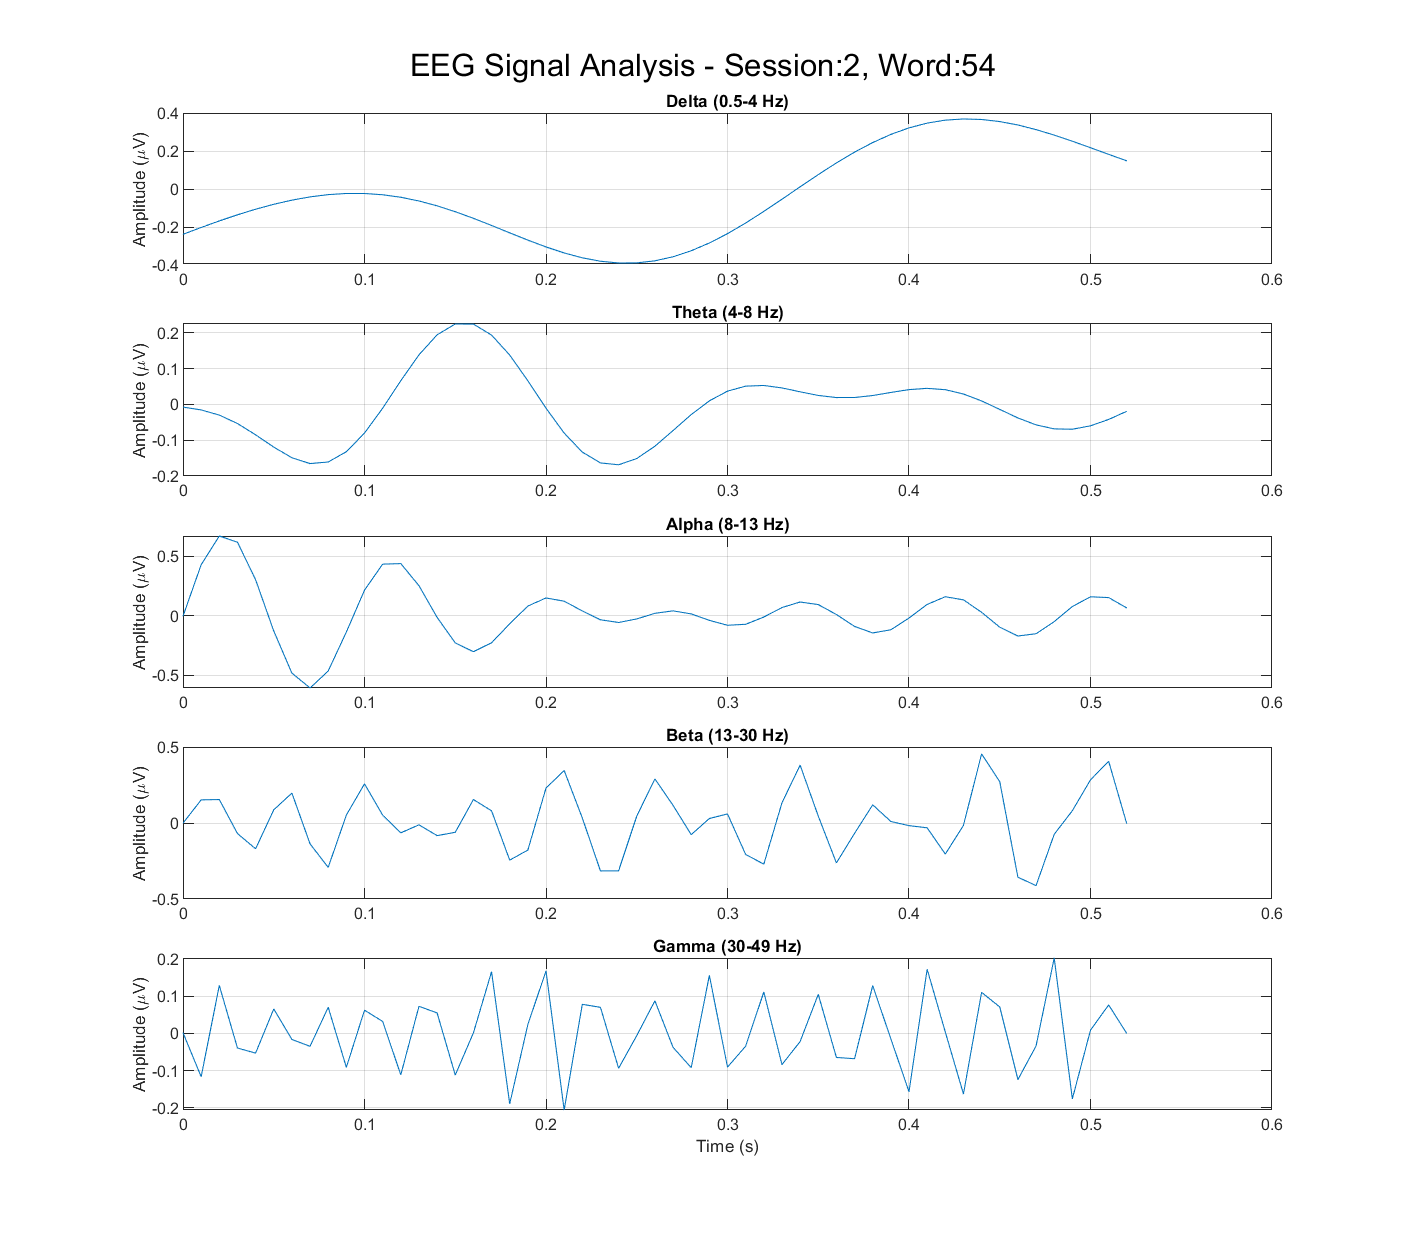 EEG Signal Analysis - Session:2, Word:54
Delta (0.5-4 Hz)
Amplitude (μV)
0.4
0.2
0
-0.2
-0.4
0 0.1 0.2 0.3 0.4 0.5 0.6
Theta (4-8 Hz)
Amplitude (μV)
0.2
0.1
0
-0.1
-0.2
0 0.1 0.2 0.3 0.4 0.5 0.6
Alpha (8-13 Hz)
Amplitude (μV)
0.5
0
-0.5
0 0.1 0.2 0.3 0.4 0.5 0.6
Beta (13-30 Hz)
Amplitude (μV)
0.5
0
-0.5
0 0.1 0.2 0.3 0.4 0.5 0.6
Gamma (30-49 Hz)
Amplitude (μV)
0.2
0.1
0
-0.1
-0.2
0 0.1 0.2 0.3 0.4 0.5 0.6
Time (s)